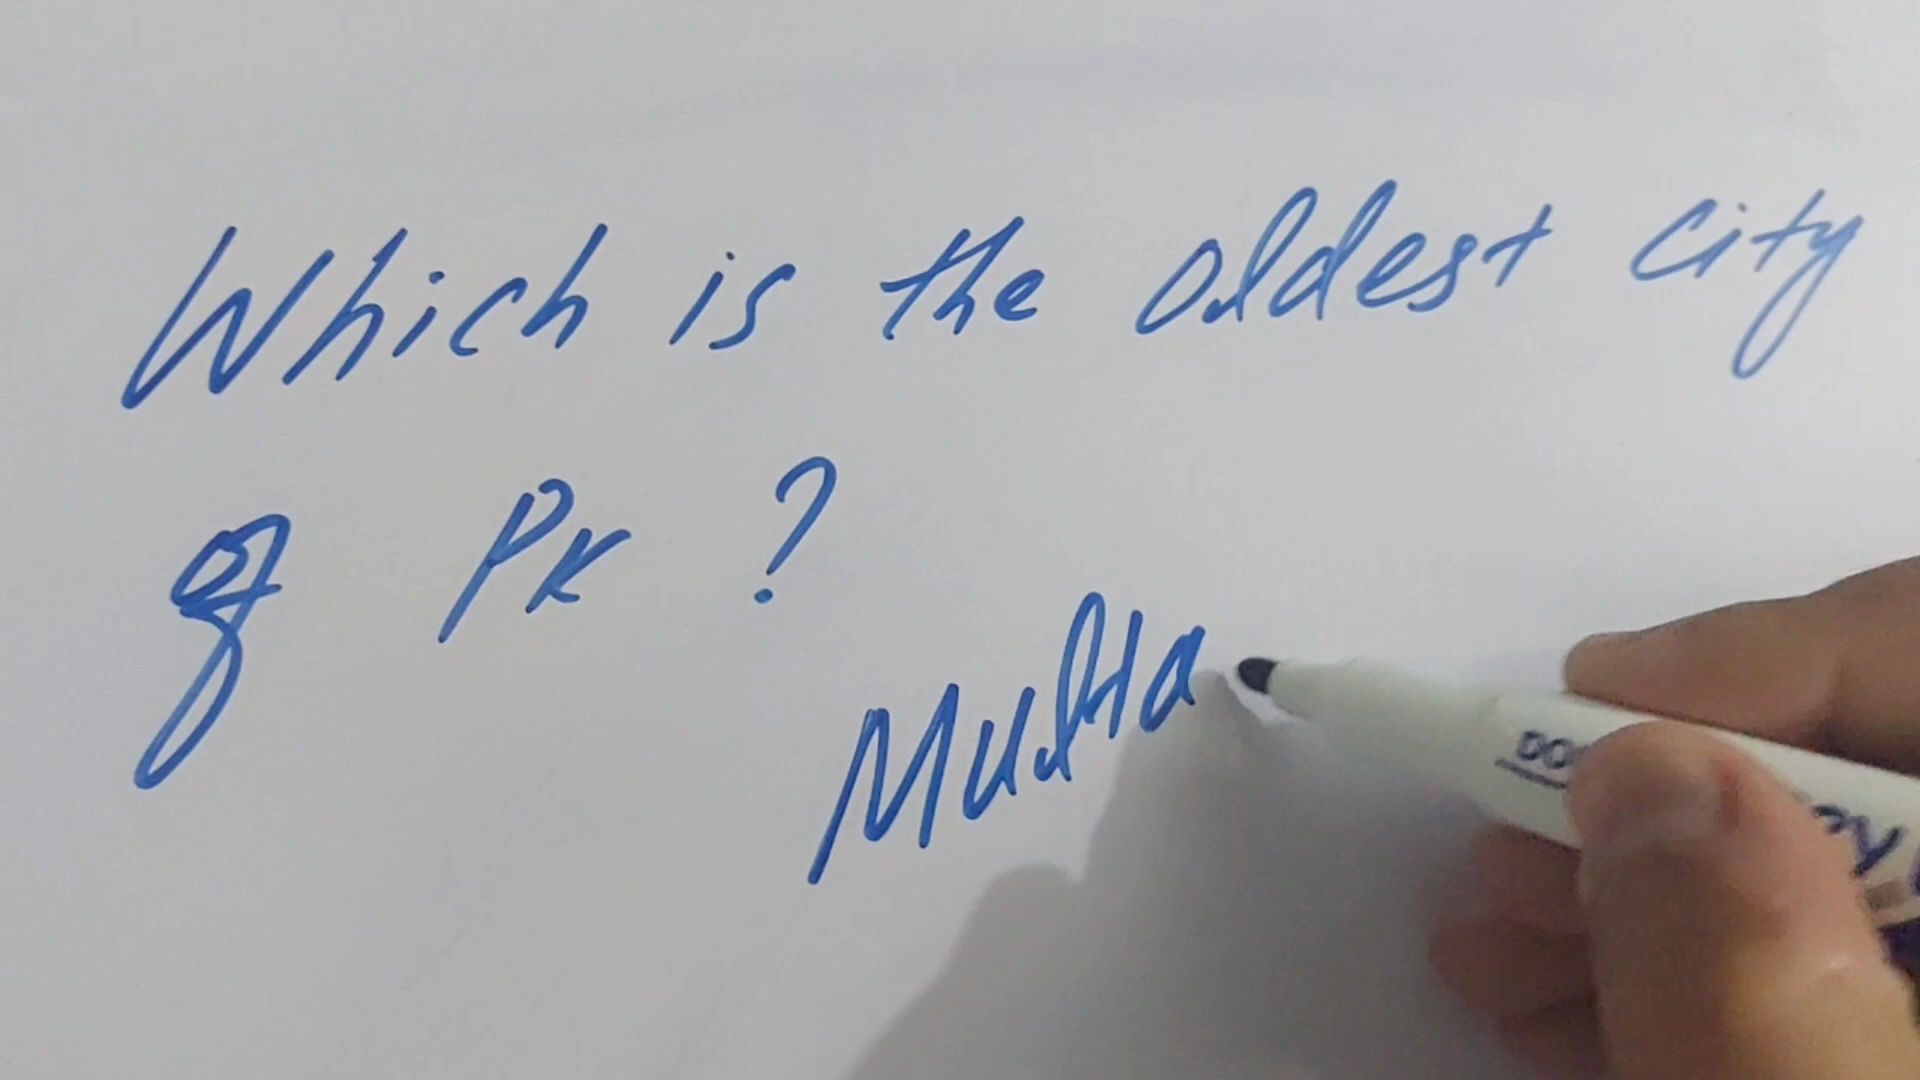 Which is the oldest city
of PK ?
Multa